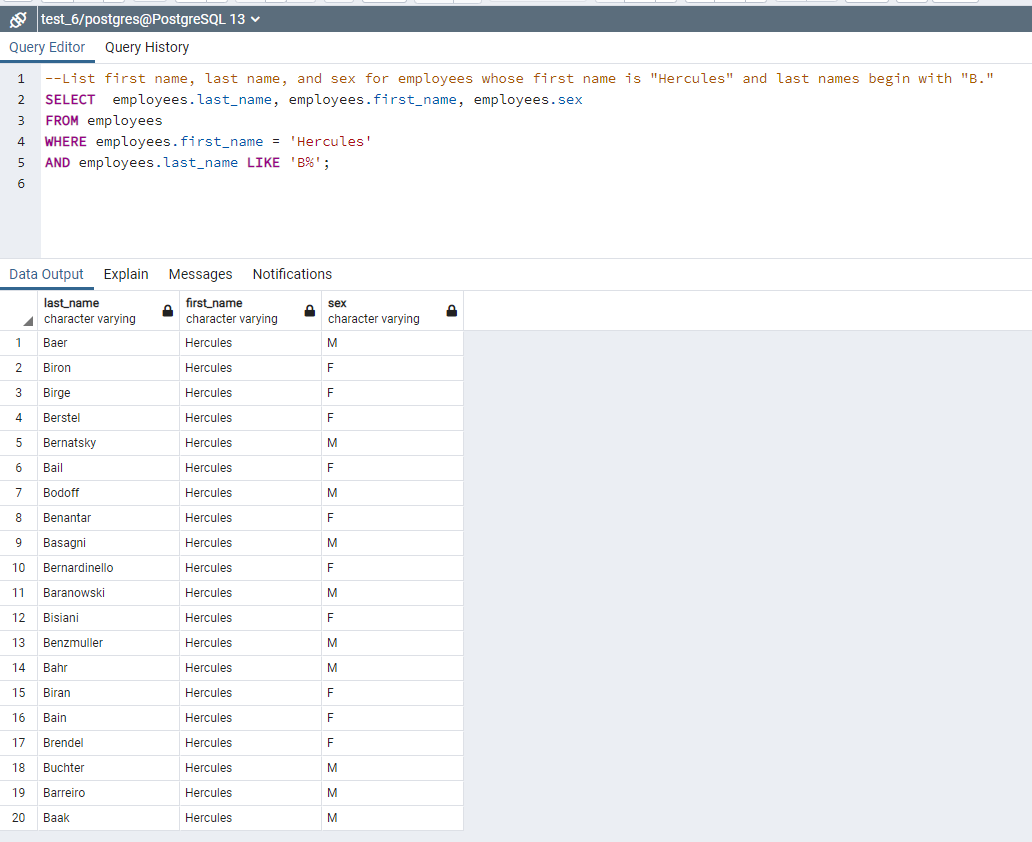 test_6/postgres@PostgreSQL 13
Query Editor Query History
1 --List first name, last name, and sex for employees whose first name is "Hercules" and last names begin with "B."
2 SELECT  employees.last_name, employees.first_name, employees.sex
3 FROM employees
4 WHERE employees.first_name = 'Hercules'
5 AND employees.last_name LIKE 'B%';
6
Data Output Explain Messages Notifications
last_name first_name sex
character varying character varying character varying
1 Baer Hercules M
2 Biron Hercules F
3 Birge Hercules F
4 Berstel Hercules F
5 Bernatsky Hercules M
6 Bail Hercules F
7 Bodoff Hercules M
8 Benantar Hercules F
9 Basagni Hercules M
10 Bernardinello Hercules F
11 Baranowski Hercules M
12 Bisiani Hercules F
13 Benzmuller Hercules M
14 Bahr Hercules M
15 Biran Hercules F
16 Bain Hercules F
17 Brendel Hercules F
18 Buchter Hercules M
19 Barreiro Hercules M
20 Baak Hercules M